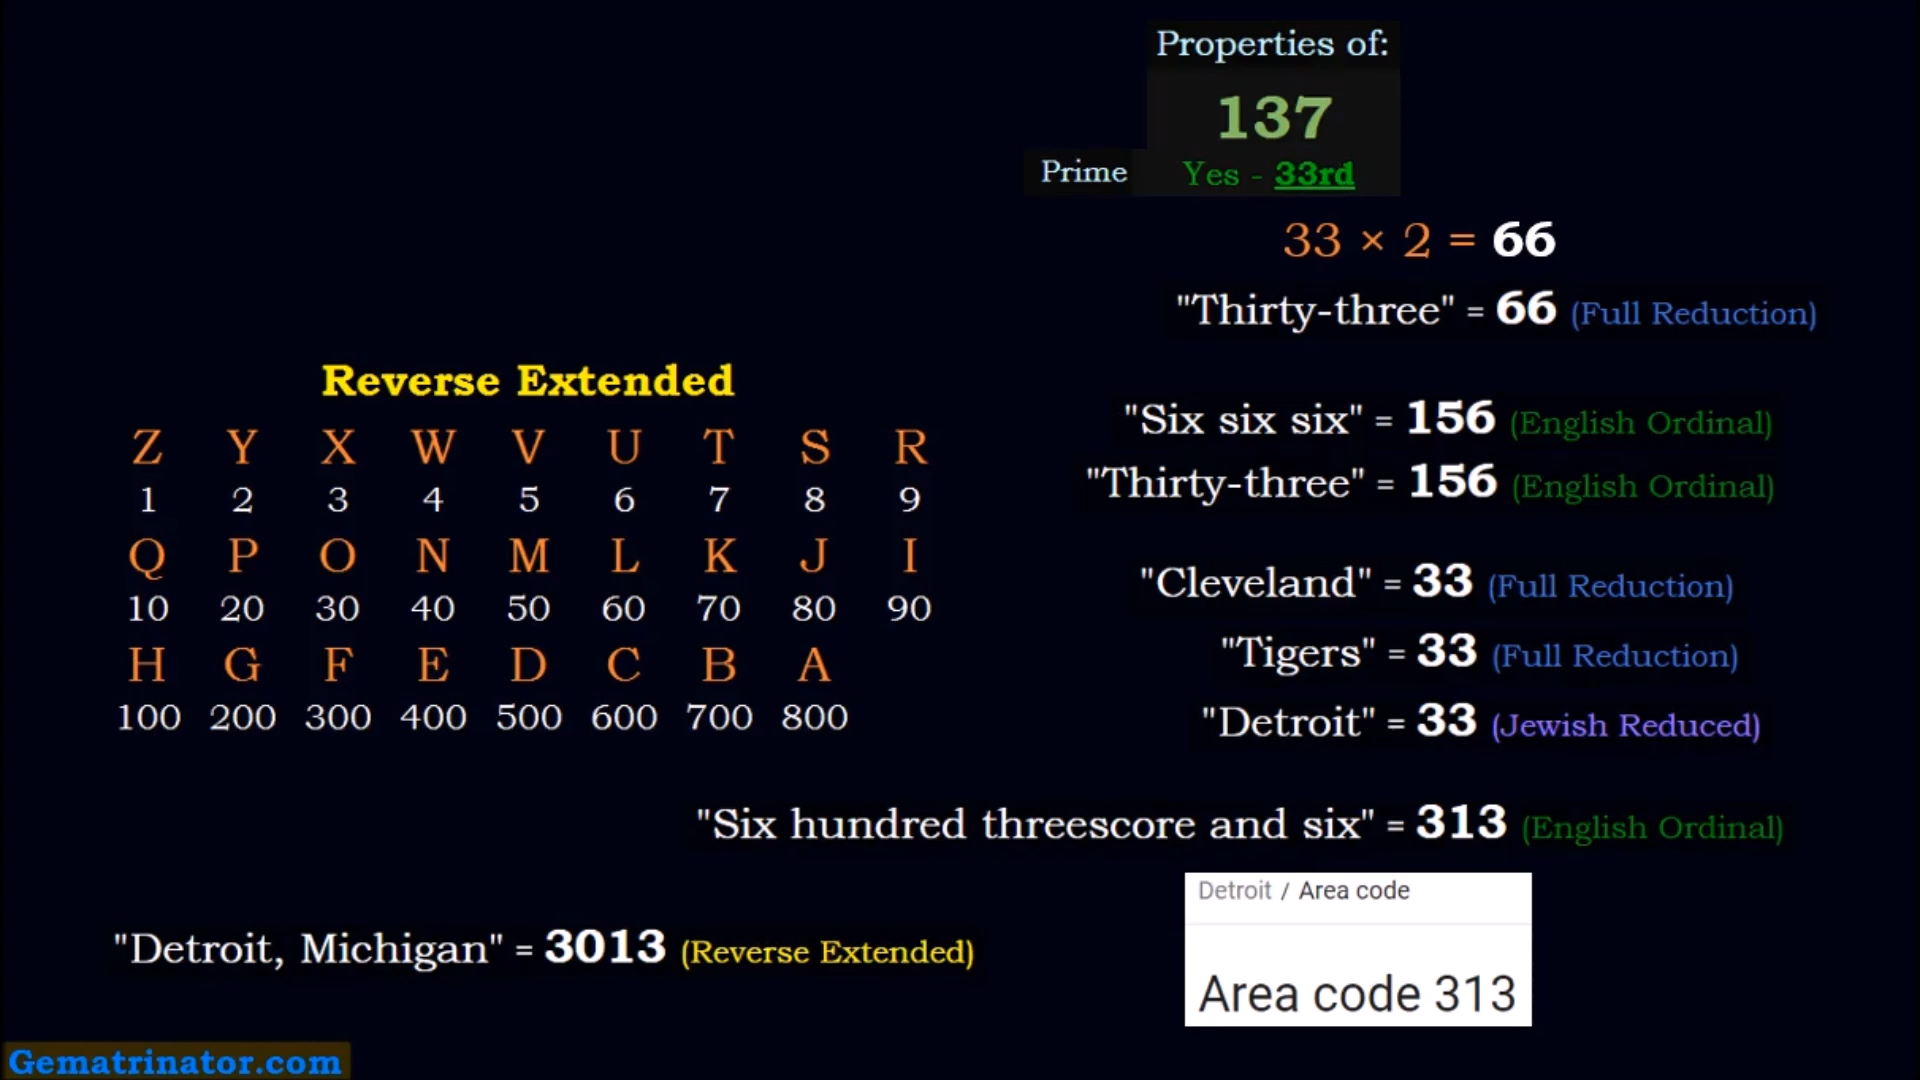 Properties of:
137
Prime Yes - 33rd
33 × 2 = 66
"Thirty-three" = 66 (Full Reduction)
Reverse Extended
Z Y X W V U T S R
1 2 3 4 5 6 7 8 9
Q P O N M L K J I
10 20 30 40 50 60 70 80 90
H G F E D C B A
100 200 300 400 500 600 700 800
"Six six six" = 156 (English Ordinal)
"Thirty-three" = 156 (English Ordinal)
"Cleveland" = 33 (Full Reduction)
"Tigers" = 33 (Full Reduction)
"Detroit" = 33 (Jewish Reduced)
"Six hundred threescore and six" = 313 (English Ordinal)
Detroit / Area code
Area code 313
"Detroit, Michigan" = 3013 (Reverse Extended)
Gematrinator.com